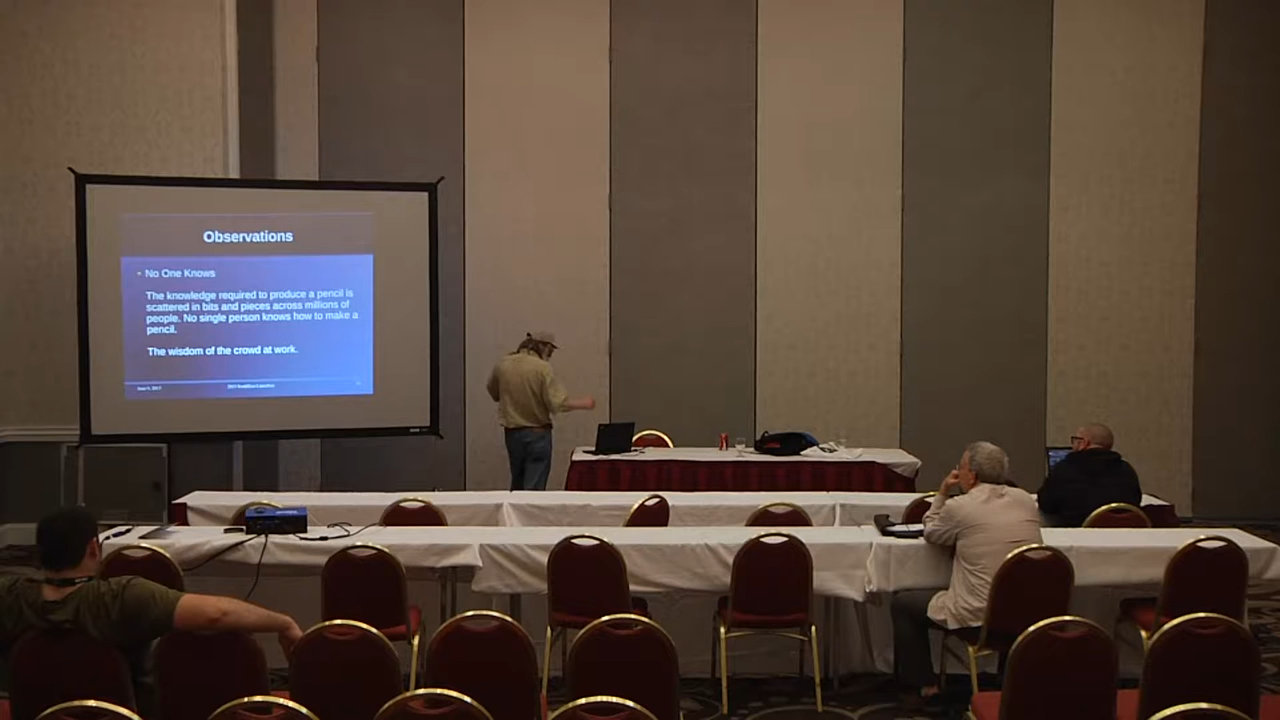 Observations
No One Knows
The knowledge required to produce a pencil is
scattered in bits and pieces across millions of
people. No single person knows how to make a
pencil.
The wisdom of the crowd at work.